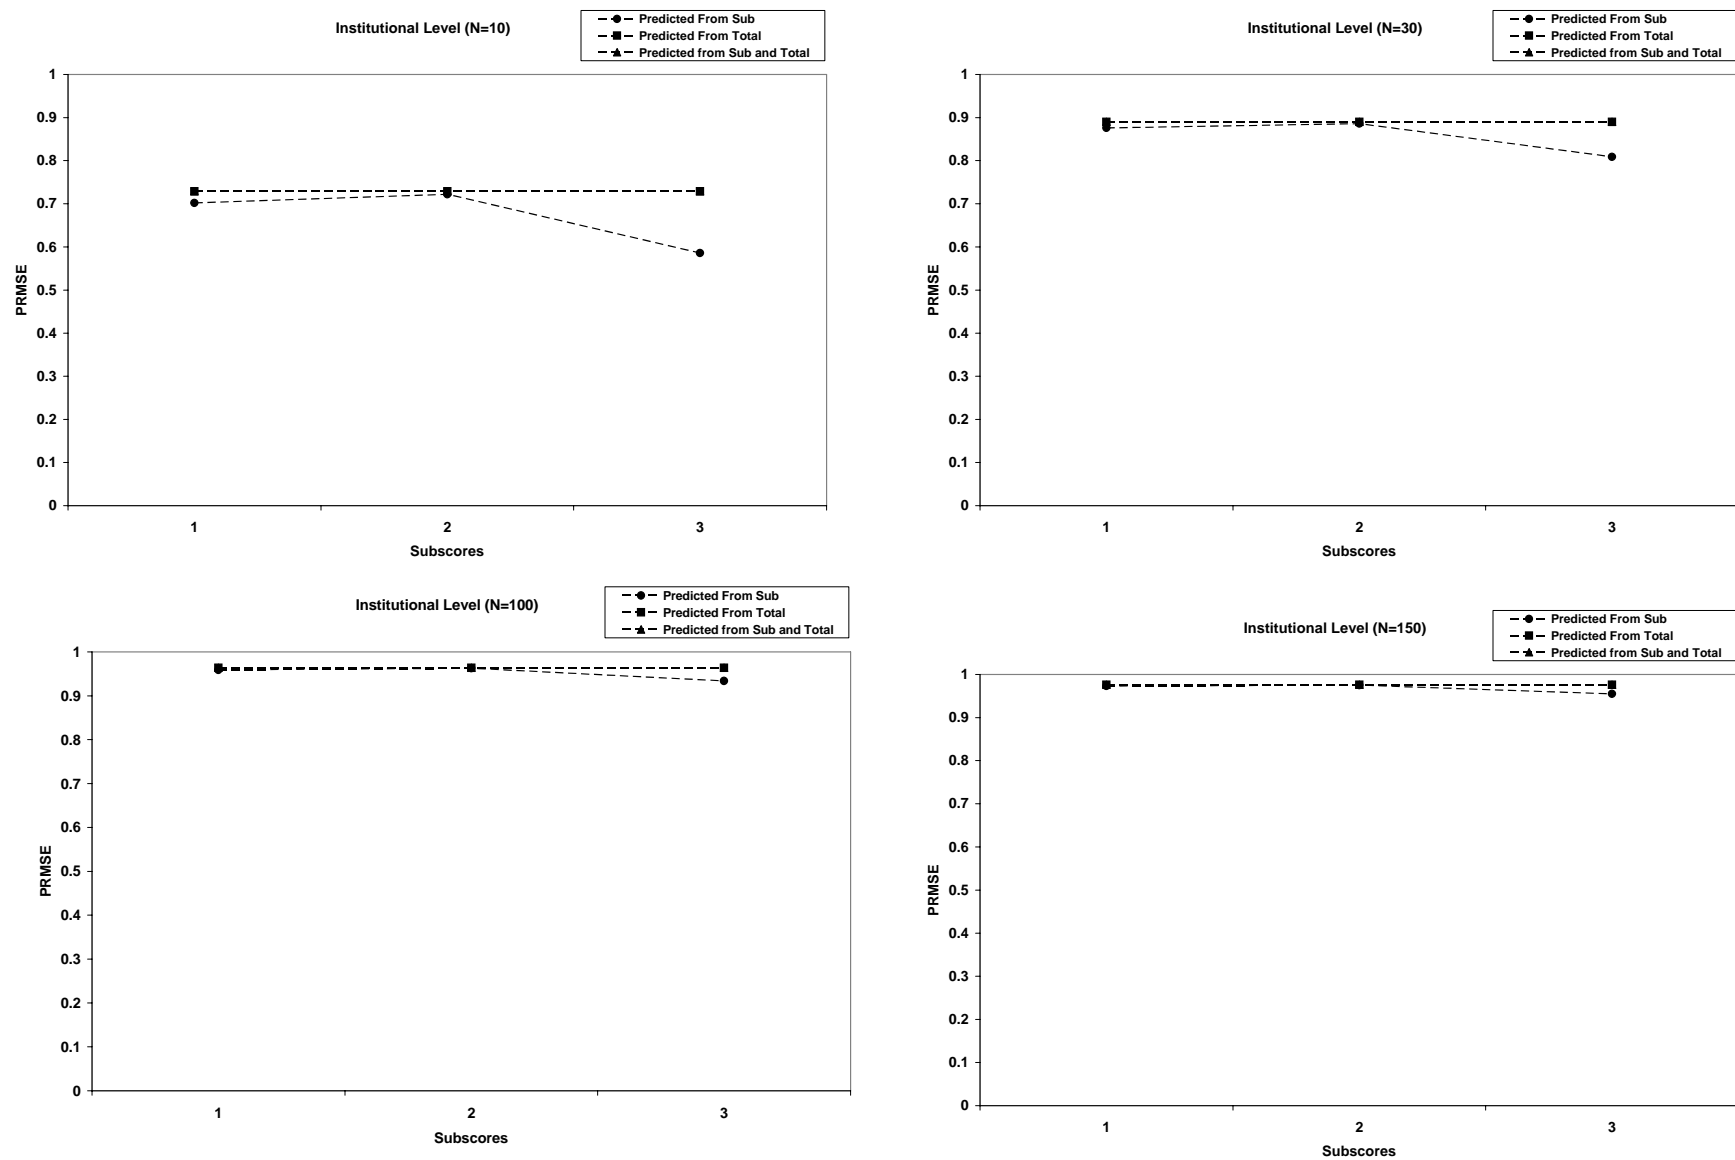 Institutional Level (N=10)
Predicted From Sub
Predicted From Total
Predicted from Sub and Total
1
0.9
0.8
0.7
0.6
0.5
0.4
0.3
0.2
0.1
0
PRMSE
1 2 3
Subscores
Institutional Level (N=30)
Predicted From Sub
Predicted From Total
Predicted from Sub and Total
1
0.9
0.8
0.7
0.6
0.5
0.4
0.3
0.2
0.1
0
PRMSE
1 2 3
Subscores
Institutional Level (N=100)
Predicted From Sub
Predicted From Total
Predicted from Sub and Total
1
0.9
0.8
0.7
0.6
0.5
0.4
0.3
0.2
0.1
0
PRMSE
1 2 3
Subscores
Institutional Level (N=150)
Predicted From Sub
Predicted From Total
Predicted from Sub and Total
1
0.9
0.8
0.7
0.6
0.5
0.4
0.3
0.2
0.1
0
PRMSE
1 2 3
Subscores